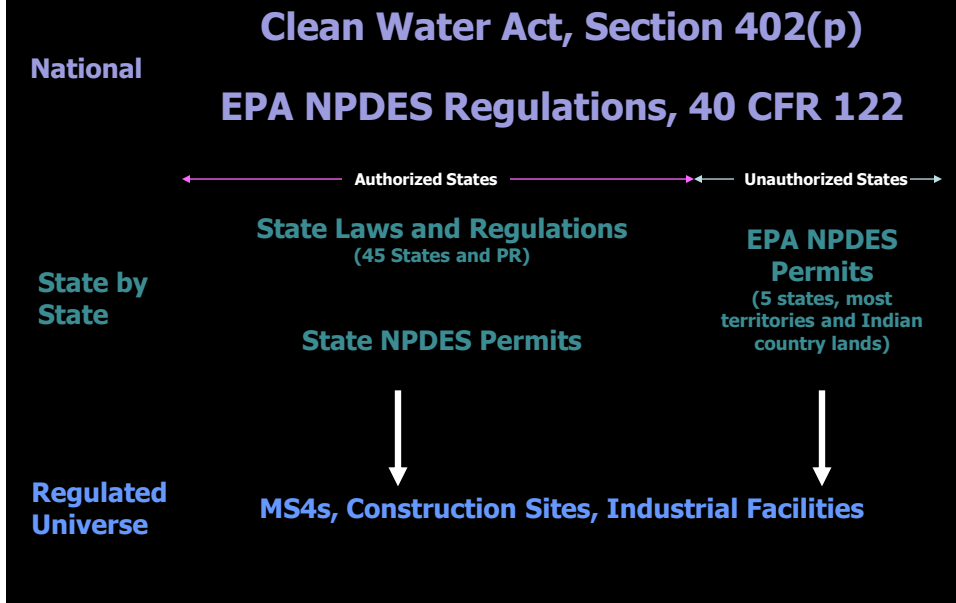 Clean Water Act, Section 402(p)
National
EPA NPDES Regulations, 40 CFR 122
Authorized States
Unauthorized States
State Laws and Regulations
(45 States and PR)
EPA NPDES
Permits
(5 states, most
territories and Indian
country lands)
State by
State
State NPDES Permits
Regulated
Universe
MS4s, Construction Sites, Industrial Facilities